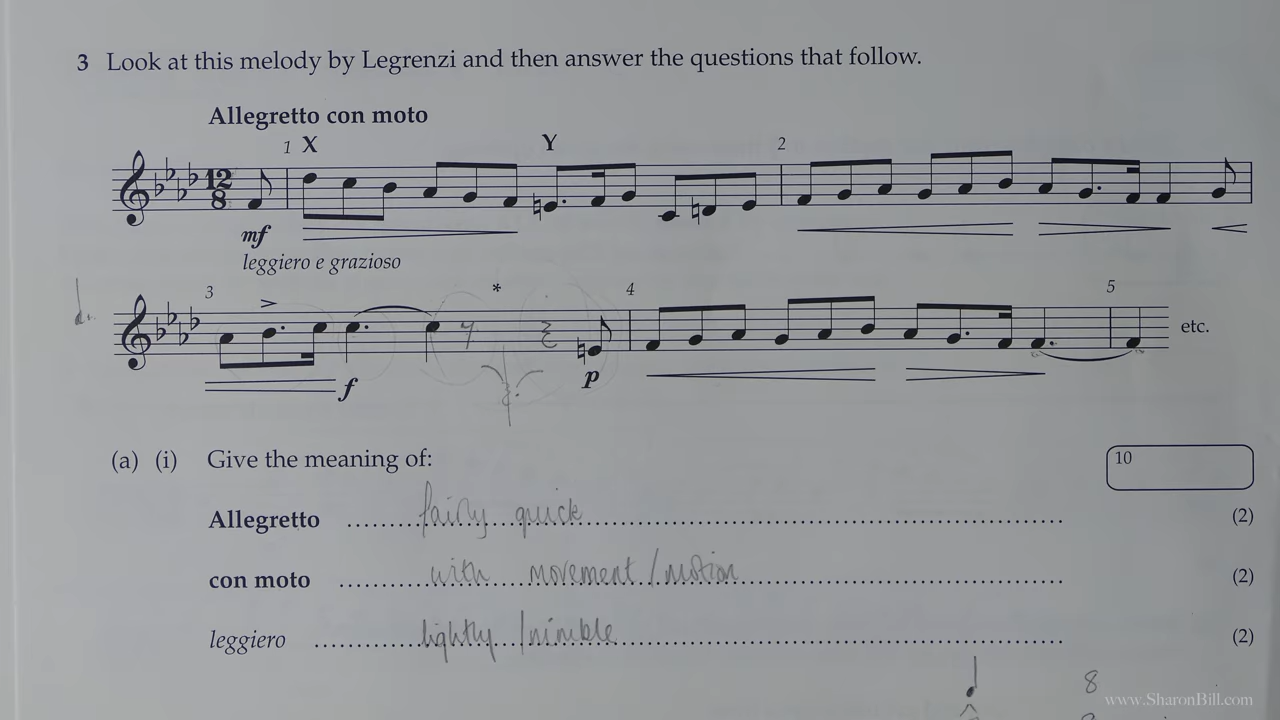 3 Look at this melody by Legrenzi and then answer the questions that follow.
Allegretto con moto
1 X Y 2
12
8
mf
leggiero e grazioso
3 > * 4 5
etc.
f p
(a) (i) Give the meaning of: 10
Allegretto fairly quick (2)
con moto with movement / motion (2)
leggiero lightly / nimble (2)
8
www.SharonBill.com